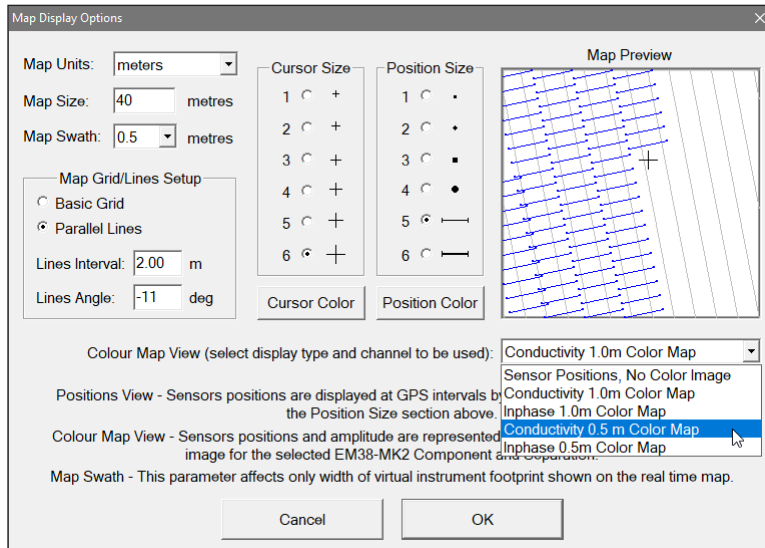 Map Display Options
Map Units: meters
Map Size: 40 metres
Map Swath: 0.5 metres
Map Grid/Lines Setup
Basic Grid
Parallel Lines
Lines Interval: 2.00 m
Lines Angle: -11 deg
Cursor Size
1
2
3
4
5
6
Cursor Color
Position Size
1
2
3
4
5
6
Position Color
Map Preview
Colour Map View (select display type and channel to be used): Conductivity 1.0m Color Map
Sensor Positions, No Color Image
Conductivity 1.0m Color Map
Inphase 1.0m Color Map
Conductivity 0.5 m Color Map
Inphase 0.5m Color Map
Positions View - Sensors positions are displayed at GPS intervals
the Position Size section above.
Colour Map View - Sensors positions and amplitude are represented
image for the selected EM38-MK2 Component and Separation.
Map Swath - This parameter affects only width of virtual instrument footprint shown on the real time map.
Cancel
OK